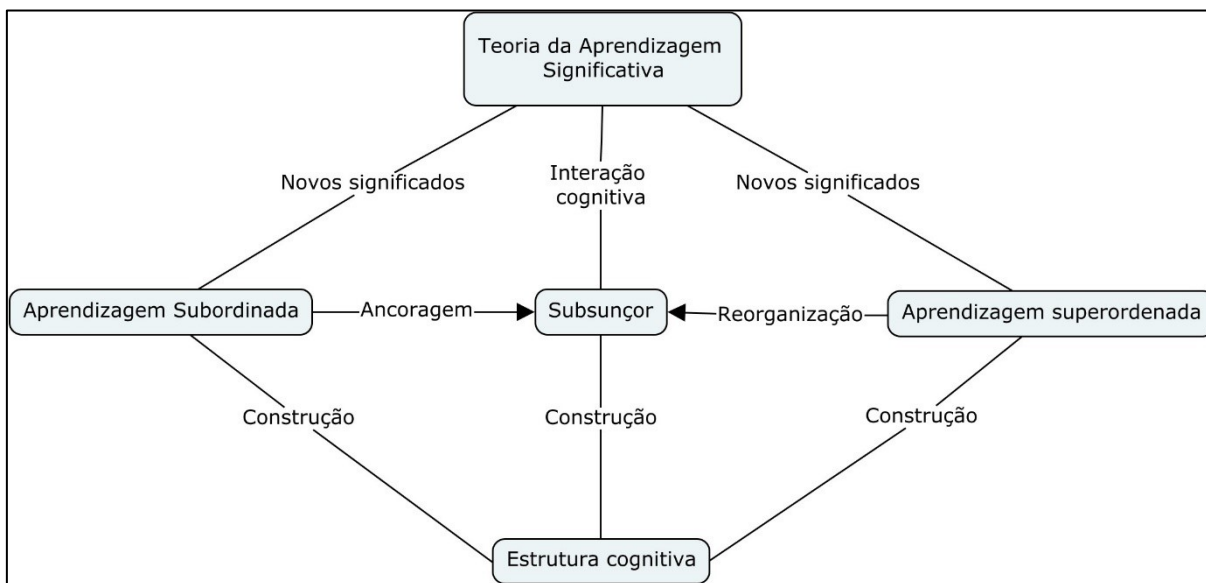 Teoria da Aprendizagem
Significativa
Novos significados
Interação
cognitiva
Novos significados
Aprendizagem Subordinada
Ancoragem
Subsunçor
Reorganização
Aprendizagem superordenada
Construção
Construção
Construção
Estrutura cognitiva